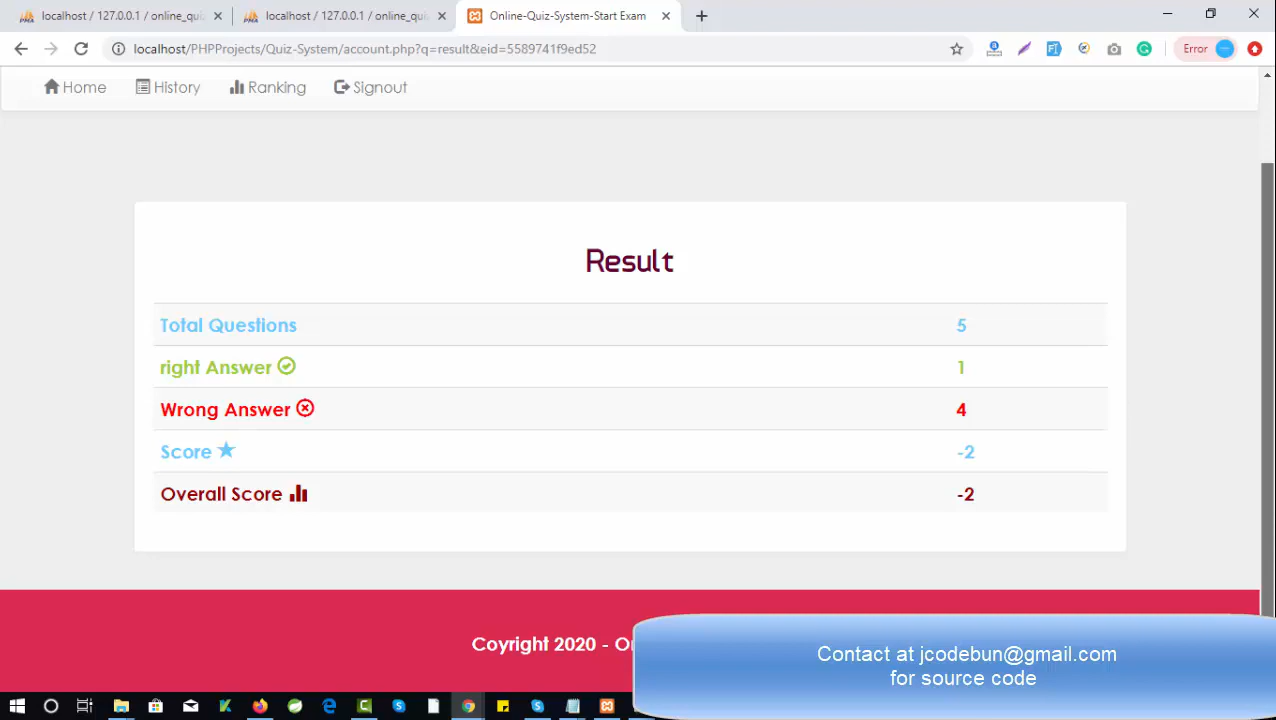 localhost / 127.0.0.1 / online_qui
localhost / 127.0.0.1 / online_qui
Online-Quiz-System-Start Exam
localhost/PHPProjects/Quiz-System/account.php?q=result&eid=5589741f9ed52
Error
Home
History
Ranking
Signout
Result
Total Questions 5
right Answer 1
Wrong Answer 4
Score -2
Overall Score -2
Coyright 2020 -
Contact at jcodebun@gmail.com
for source code